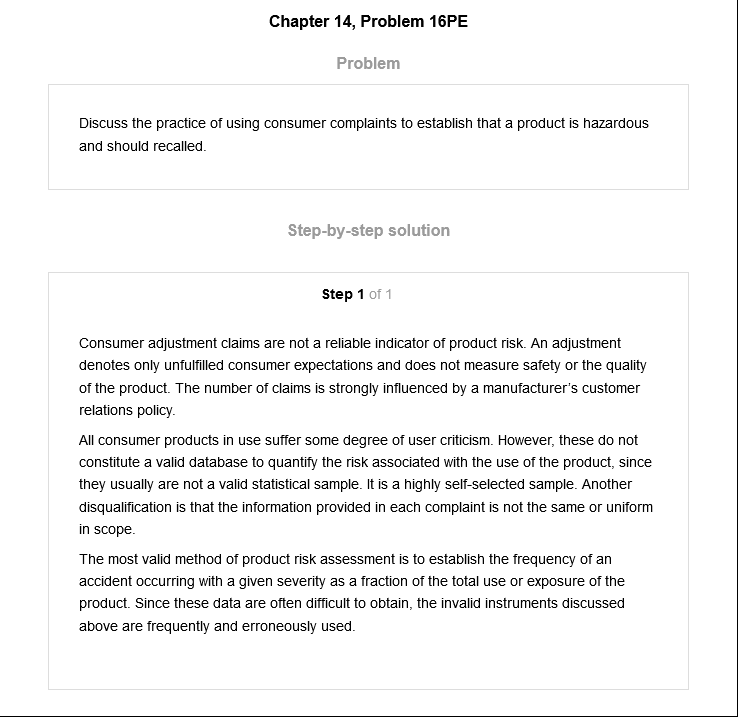 Chapter 14, Problem 16PE
Problem
Discuss the practice of using consumer complaints to establish that a product is hazardous
and should recalled.
Step-by-step solution
Step 1 of 1
Consumer adjustment claims are not a reliable indicator of product risk. An adjustment
denotes only unfulfilled consumer expectations and does not measure safety or the quality
of the product. The number of claims is strongly influenced by a manufacturer's customer
relations policy.
All consumer products in use suffer some degree of user criticism. However, these do not
constitute a valid database to quantify the risk associated with the use of the product, since
they usually are not a valid statistical sample. It is a highly self-selected sample. Another
disqualification is that the information provided in each complaint is not the same or uniform
in scope.
The most valid method of product risk assessment is to establish the frequency of an
accident occurring with a given severity as a fraction of the total use or exposure of the
product. Since these data are often difficult to obtain, the invalid instruments discussed
above are frequently and erroneously used.